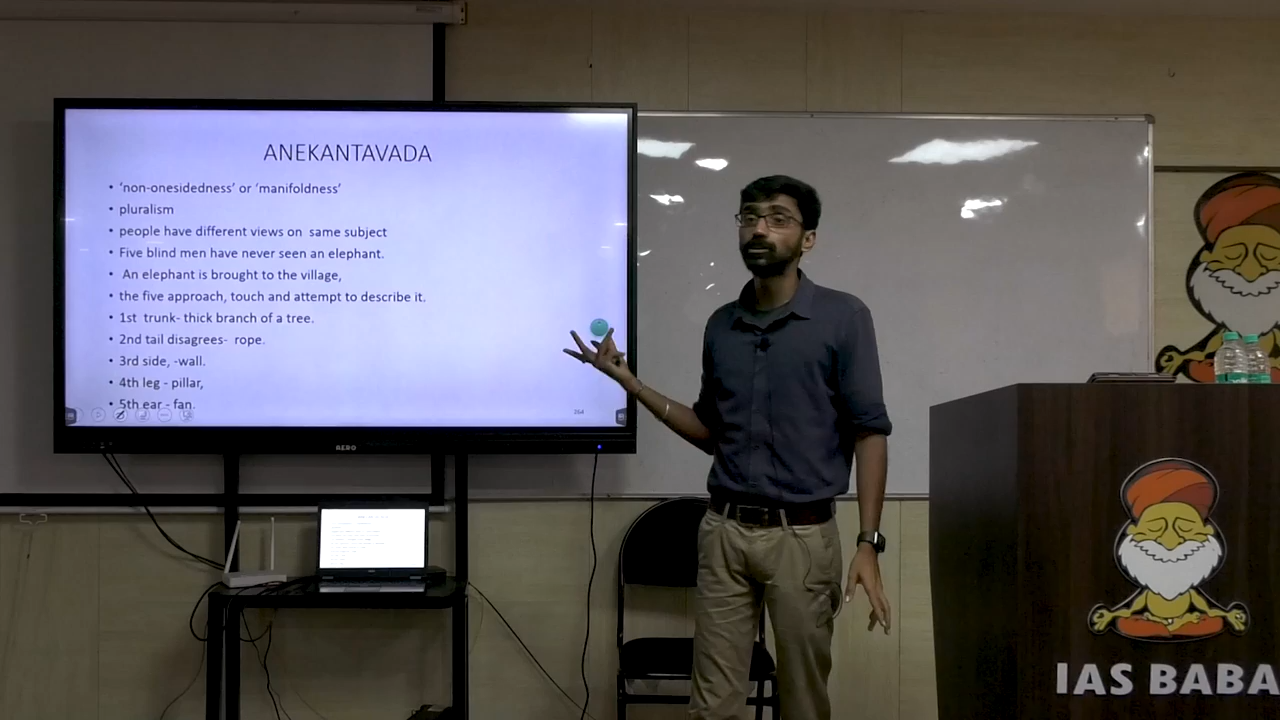 ANEKANTAVADA
• ‘non-onesidedness’ or ‘manifoldness’
• pluralism
• people have different views on same subject
• Five blind men have never seen an elephant.
• An elephant is brought to the village,
• the five approach, touch and attempt to describe it.
• 1st trunk- thick branch of a tree.
• 2nd tail disagrees- rope.
• 3rd side, -wall.
• 4th leg - pillar,
• 5th ear - fan.
264
AERO
IAS BABA